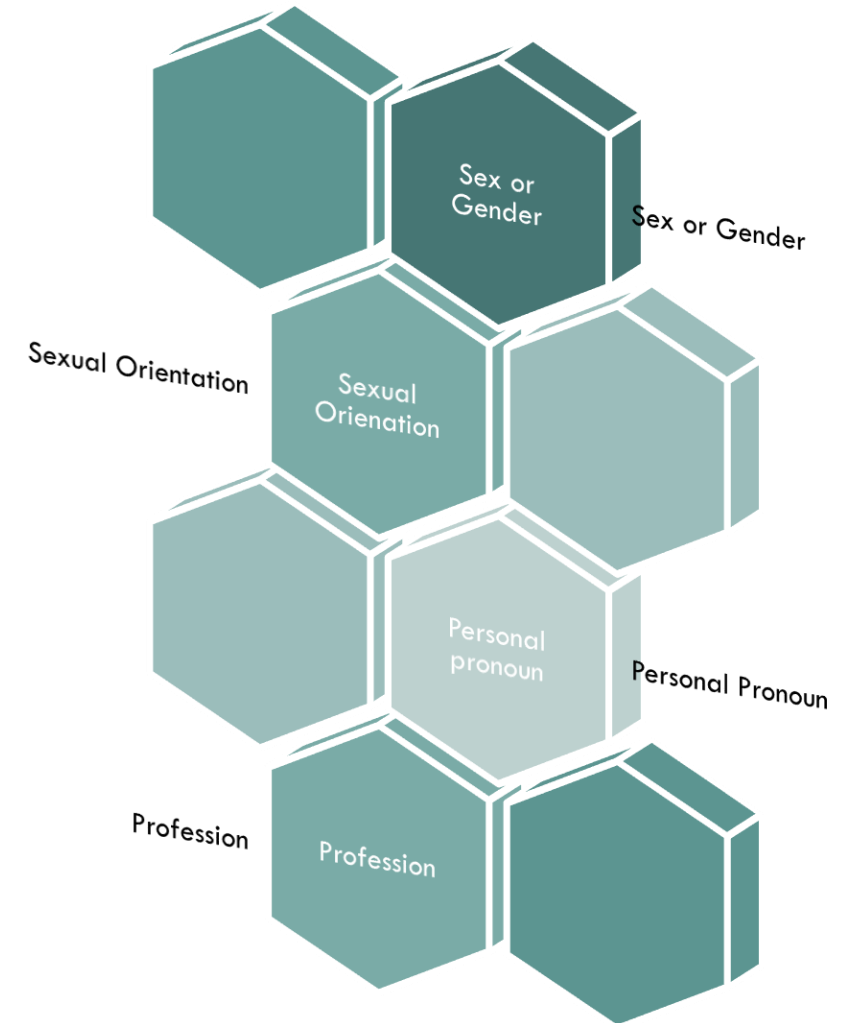 Sex or
Gender
Sex or Gender
Sexual Orientation
Sexual
Orienation
Personal
pronoun
Personal Pronoun
Profession
Profession